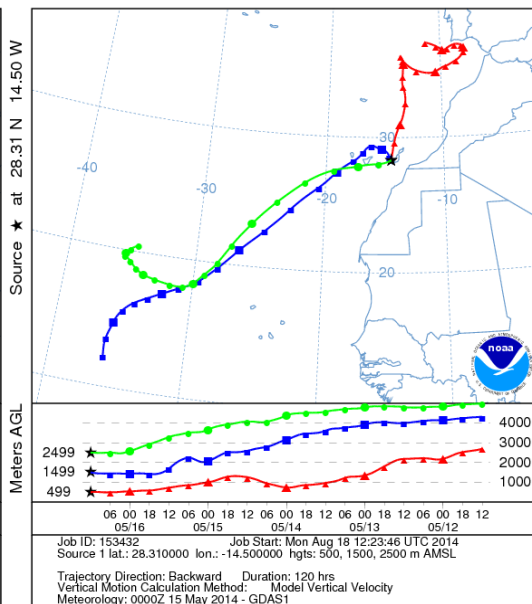 Source ★ at 28.31 N 14.50 W
-40
-30
-20
-10
30
20
noaa
Meters AGL
2499
1499
499
4000
3000
2000
1000
06 00 18 12 06 00 18 12 06 00 18 12 06 00 18 12 06 00 18 12
05/16 05/15 05/14 05/13 05/12
Job ID: 153432 Job Start: Mon Aug 18 12:23:46 UTC 2014
Source 1 lat.: 28.310000 lon.: -14.500000 hgts: 500, 1500, 2500 m AMSL
Trajectory Direction: Backward Duration: 120 hrs
Vertical Motion Calculation Method: Model Vertical Velocity
Meteorology: 0000Z 15 May 2014 - GDAS1